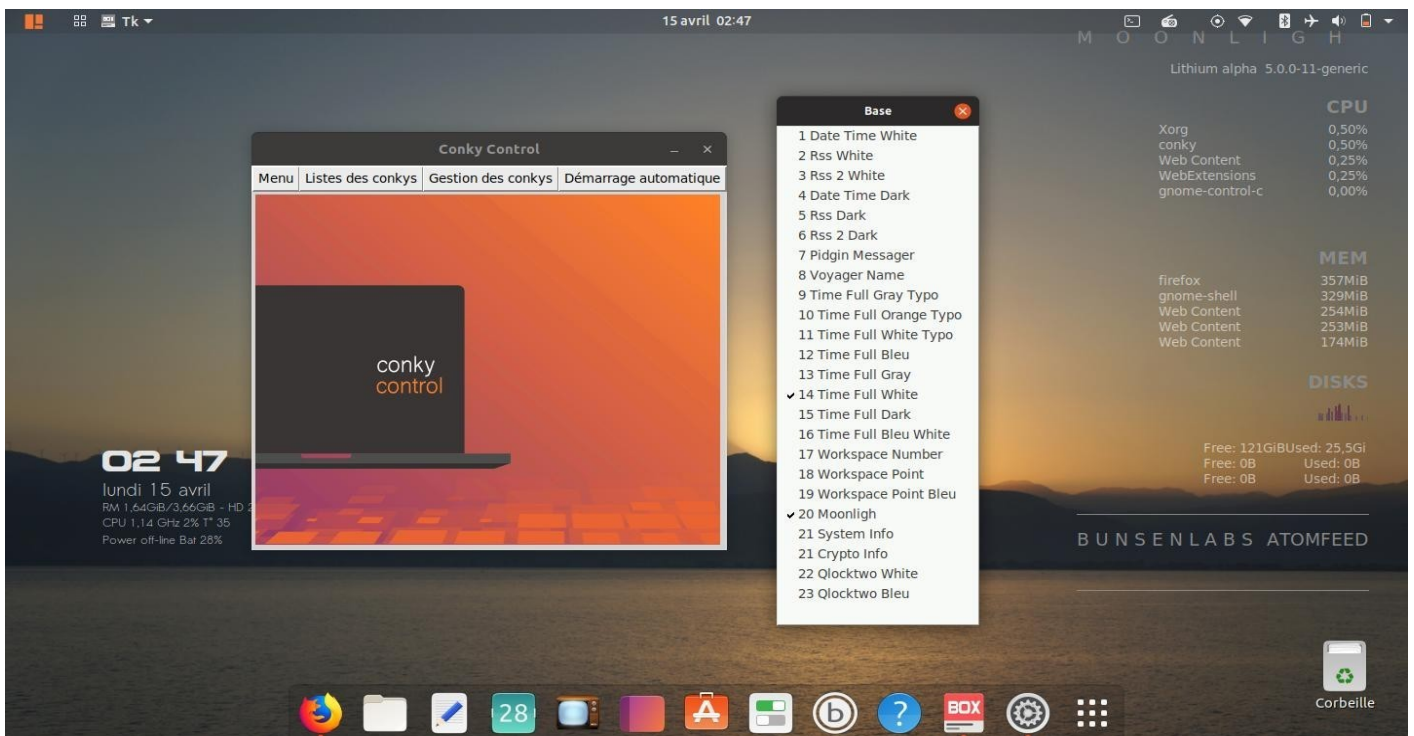 Tk
15 avril 02:47
M O O N L I G H
Lithium alpha 5.0.0-11-generic
CPU
Xorg 0,50%
conky 0,50%
Web Content 0,25%
WebExtensions 0,25%
gnome-control-c 0,00%
MEM
firefox 357MiB
gnome-shell 329MiB
Web Content 254MiB
Web Content 253MiB
Web Content 174MiB
DISKS
Free: 121GiBUsed: 25,5Gi
Free: 0B Used: 0B
Free: 0B Used: 0B
BUNSENLABS ATOMFEED
Conky Control
Menu Listes des conkys Gestion des conkys Démarrage automatique
conky
control
Base
1 Date Time White
2 Rss White
3 Rss 2 White
4 Date Time Dark
5 Rss Dark
6 Rss 2 Dark
7 Pidgin Messager
8 Voyager Name
9 Time Full Gray Typo
10 Time Full Orange Typo
11 Time Full White Typo
12 Time Full Bleu
13 Time Full Gray
14 Time Full White
15 Time Full Dark
16 Time Full Bleu White
17 Workspace Number
18 Workspace Point
19 Workspace Point Bleu
20 Moonligh
21 System Info
21 Crypto Info
22 Qlocktwo White
23 Qlocktwo Bleu
02 47
lundi 15 avril
RM 1,64GiB/3,66GiB - HD 2
CPU 1,14 GHz 2% T° 35
Power off-line Bat 28%
28
b
?
BOX
Corbeille